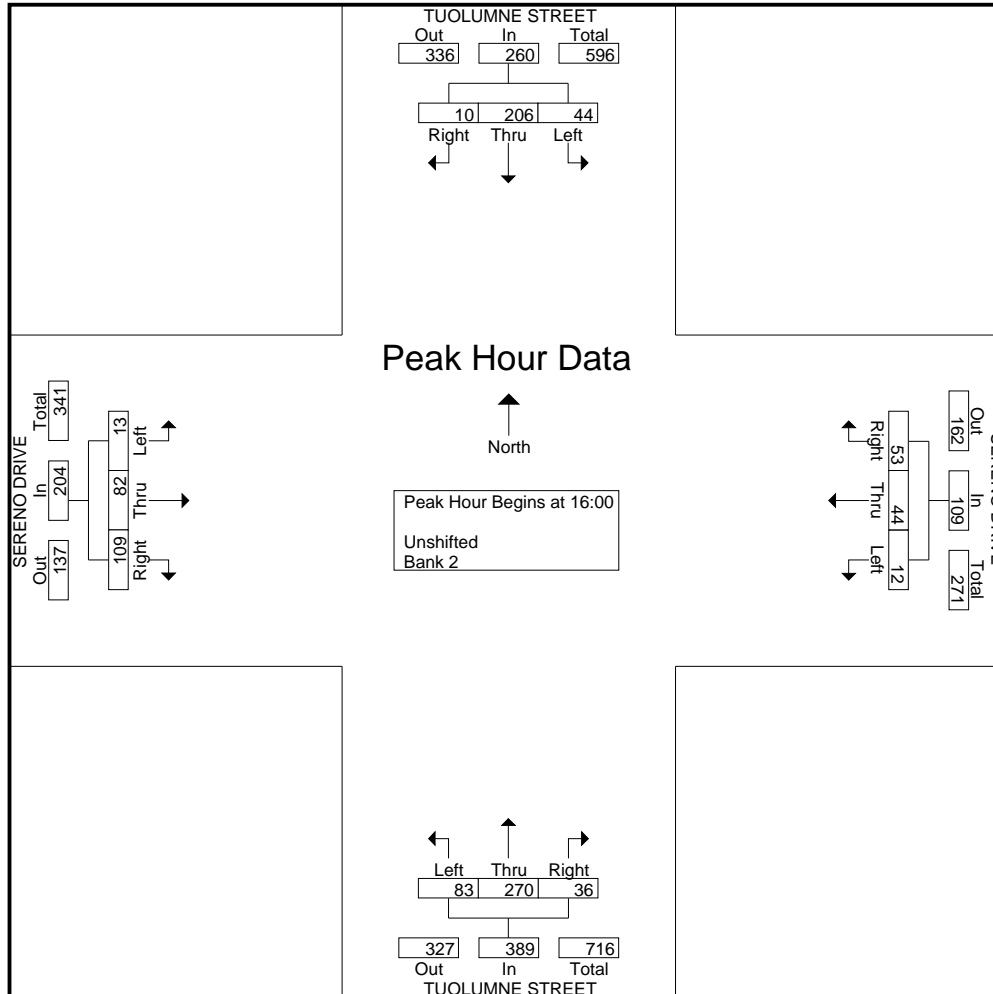 TUOLUMNE STREET
Out In Total
336 260 596
10 206 44
Right Thru Left
Peak Hour Data
North
Peak Hour Begins at 16:00
Unshifted
Bank 2
SERENO DRIVE
Out In Total
137 204 341
13 82 109
Left Thru Right
Out In Total
162 109 271
53 44 12
Right Thru Left
Left Thru Right
83 270 36
327 389 716
Out In Total
TUOLUMNE STREET